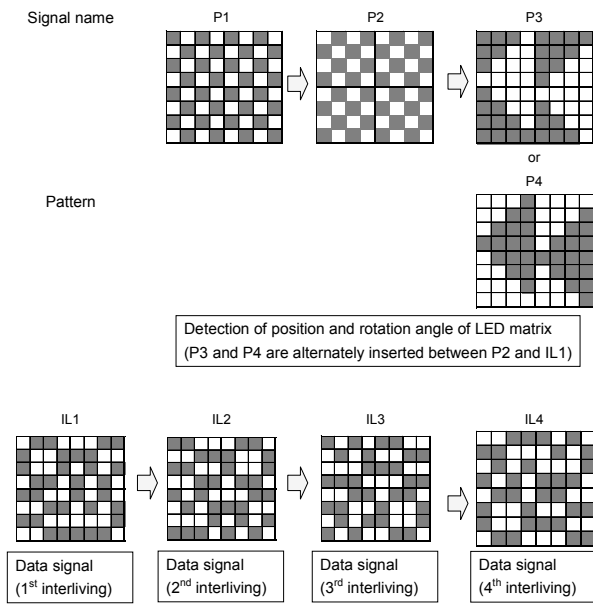 Signal name
P1
P2
P3
or
P4
Pattern
Detection of position and rotation angle of LED matrix
(P3 and P4 are alternately inserted between P2 and IL1)
IL1
IL2
IL3
IL4
Data signal
(1st interliving)
Data signal
(2nd interliving)
Data signal
(3rd interliving)
Data signal
(4th interliving)